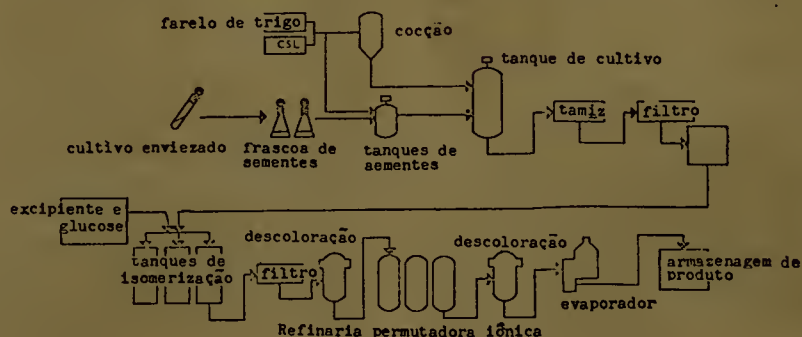 farelo de trigo
CSL
cocção
tanque de cultivo
tamiz
filtro
cultivo enviezado
frascoa de
sementes
tanques de
aementes
excipiente e
glucose
tanques de
isomerização
filtro
descoloração
descoloração
evaporador
armazenagem de
produto
Refinaria permutadora iônica